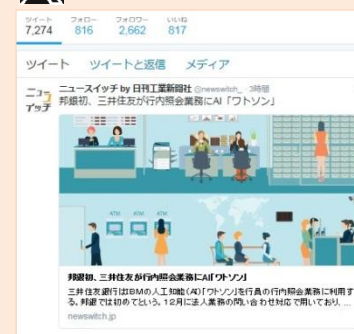 ツイート フォロー フォロワー いいね
7,274 816 2,662 817
ツイート ツイートと返信 メディア
ニュースイッチ by 日刊工業新聞社 @newswitch_ · 3時間
邦銀初、三井住友が行内照会業務にAI「ワトソン」
ニュー
スイッチ
ATM ATM ATM
邦銀初、三井住友が行内照会業務にAI「ワトソン」
三井住友銀行はIBMの人工知能(AI)「ワトソン」を行員の行内照会業務に利用す
る。邦銀では初めてという。12月に法人業務の問い合わせ対応で用いており、...
newswitch.jp